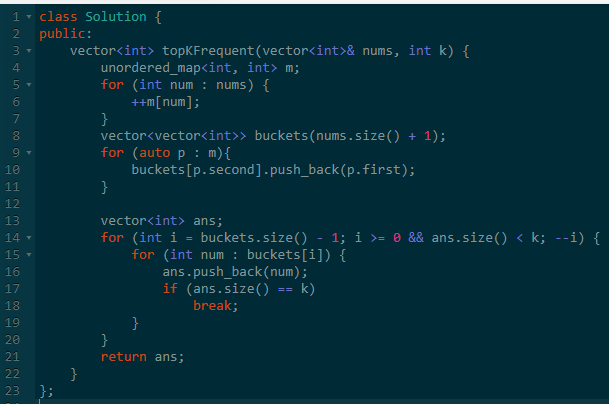 1 class Solution {
2 public:
3     vector<int> topKFrequent(vector<int>& nums, int k) {
4         unordered_map<int, int> m;
5         for (int num : nums) {
6             ++m[num];
7         }
8         vector<vector<int>> buckets(nums.size() + 1);
9         for (auto p : m){
10             buckets[p.second].push_back(p.first);
11         }
12
13         vector<int> ans;
14         for (int i = buckets.size() - 1; i >= 0 && ans.size() < k; --i) {
15             for (int num : buckets[i]) {
16                 ans.push_back(num);
17                 if (ans.size() == k)
18                     break;
19             }
20         }
21         return ans;
22     }
23 };